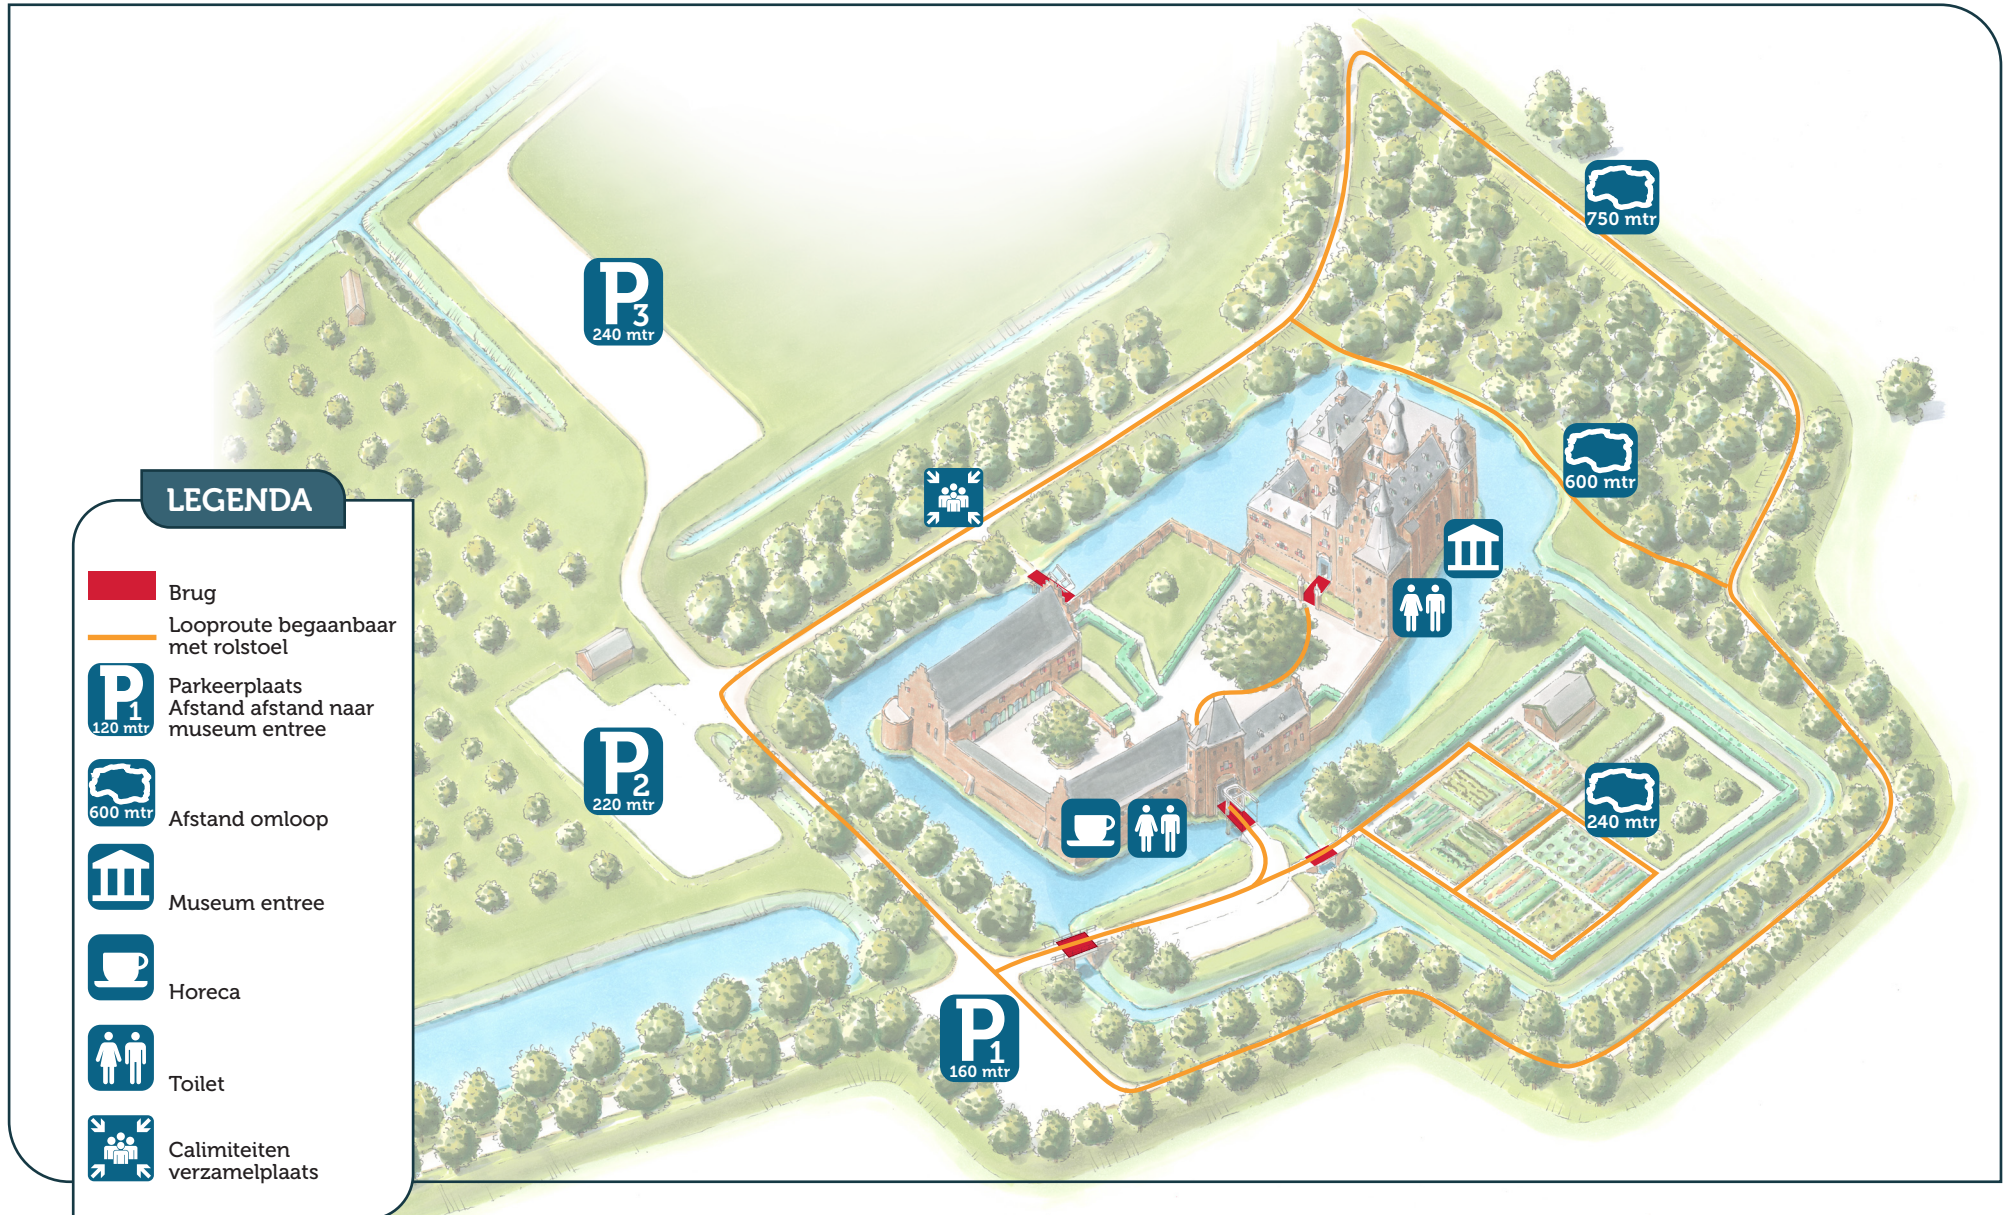 750 mtr
P3
240 mtr
600 mtr
LEGENDA
Brug
Looproute begaanbaar
met rolstoel
P1
120 mtr
Parkeerplaats
Afstand afstand naar
museum entree
600 mtr
Afstand omloop
Museum entree
Horeca
Toilet
Calimiteiten
verzamelplaats
P2
220 mtr
240 mtr
P1
160 mtr